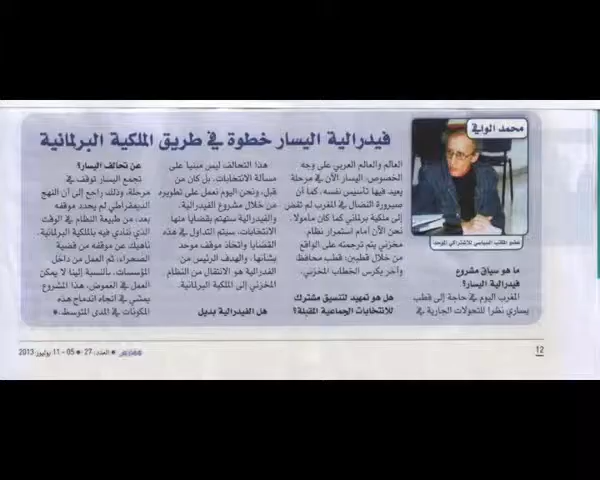 فيدرالية اليسار خطوة في طريق الملكية البرلمانية
محمد الولي
عضو المكتب السياسي للاشتراكي الموحد
ما هو سياق مشروع
فيدرالية اليسار؟
المغرب اليوم في حاجة إلى قطب
يساري نظرا للتحولات الجارية في
العالم والعالم العربي على وجه
الخصوص. اليسار الآن في مرحلة
يعيد فيها تأسيس نفسه، كما أن
سيرورة النضال في المغرب لم تفض
إلى ملكية برلماني كما كان مأمولا.
نحن الآن أمام استمرار نظام
مخزني يتم ترجمته على الواقع
من خلال قطبين: قطب محافظ
وآخر يكرس الخطاب المخزني.
هل هو تمهيد لتنسيق مشترك
للانتخابات الجماعية المقبلة؟
هذا التحالف ليس مبنيا على
مسألة الانتخابات، بل كان من
قبل، ونحن اليوم نعمل على تطويره
من خلال مشروع الفيدرالية.
والفيدرالية ستهتم بقضايا منها
الانتخابات، سيتم التداول في هذه
القضايا واتخاذ موقف موحد
بشأنها، والهدف الرئيس من
الفدرالية هو الانتقال من النظام
المخزني إلى الملكية البرلمانية.
هل الفيدرالية بديل
عن تحالف اليسار؟
تجمع اليسار توقف في
مرحلة، وذلك راجع إلى أن النهج
الديمقراطي لم يحدد موقفه
بعد، من طبيعة النظام في الوقت
الذي ننادي فيه بالملكية البرلمانية.
ناهيك عن موقفه من قضية
الصحراء، ثم العمل من داخل
المؤسسات. بالنسبة إلينا لا يمكن
العمل في الغموض، هذا المشروع
يمشي في اتجاه اندماج هذه
المكونات في المدى المتوسط.
12
العدد: 27 • 05 - 11 يوليوز 2013